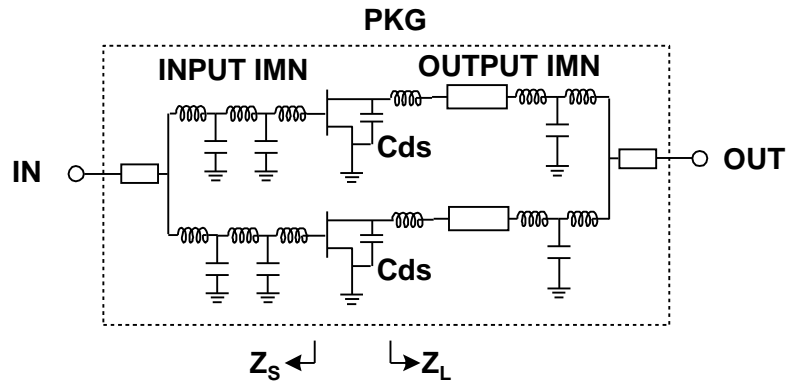 PKG
INPUT IMN
OUTPUT IMN
Cds
IN
OUT
Cds
ZS
ZL